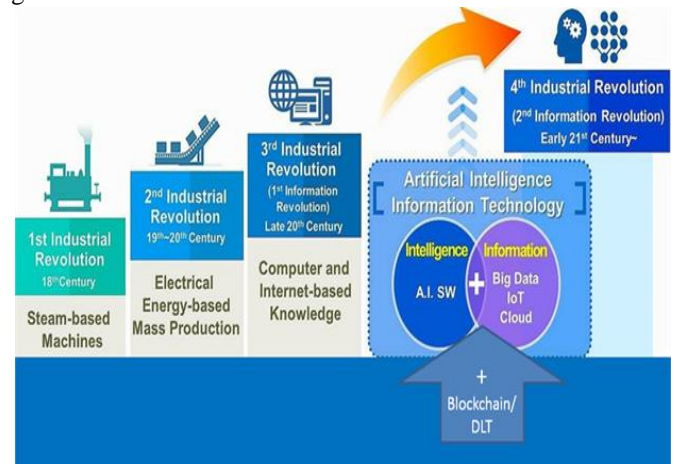 1st Industrial
Revolution
18th Century
Steam-based
Machines
2nd Industrial
Revolution
19th~20th Century
Electrical
Energy-based
Mass Production
3rd Industrial
Revolution
(1st Information
Revolution)
Late 20th Century
Computer and
Internet-based
Knowledge
4th Industrial Revolution
(2nd Information Revolution)
Early 21st Century~
Artificial Intelligence
Information Technology
Intelligence
A.I. SW
+
Information
Big Data
IoT
Cloud
+
Blockchain/
DLT